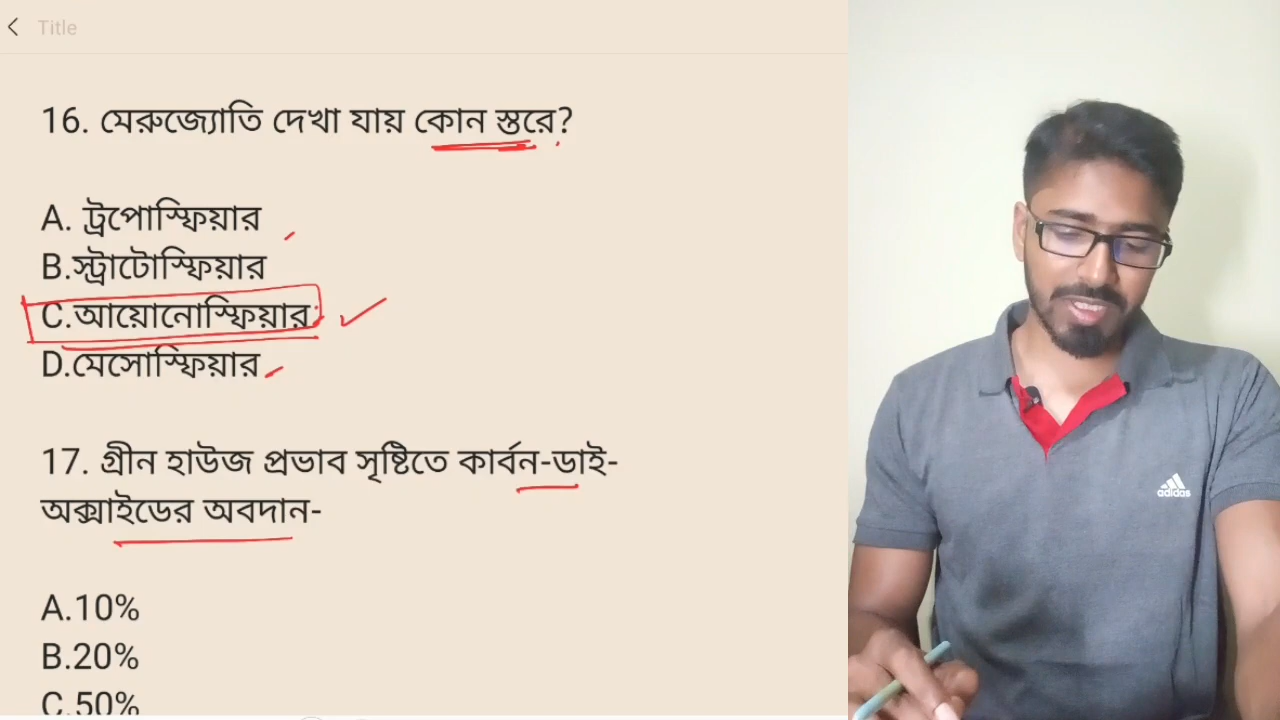 Title
16. মেরুজ্যোতি দেখা যায় কোন স্তরে?
A. ট্রপোস্ফিয়ার
B.স্ট্রাটোস্ফিয়ার
C.আয়োনোস্ফিয়ার
D.মেসোস্ফিয়ার
17. গ্রীন হাউজ প্রভাব সৃষ্টিতে কার্বন-ডাই-
অক্সাইডের অবদান-
A.10%
B.20%
C.50%
adidas